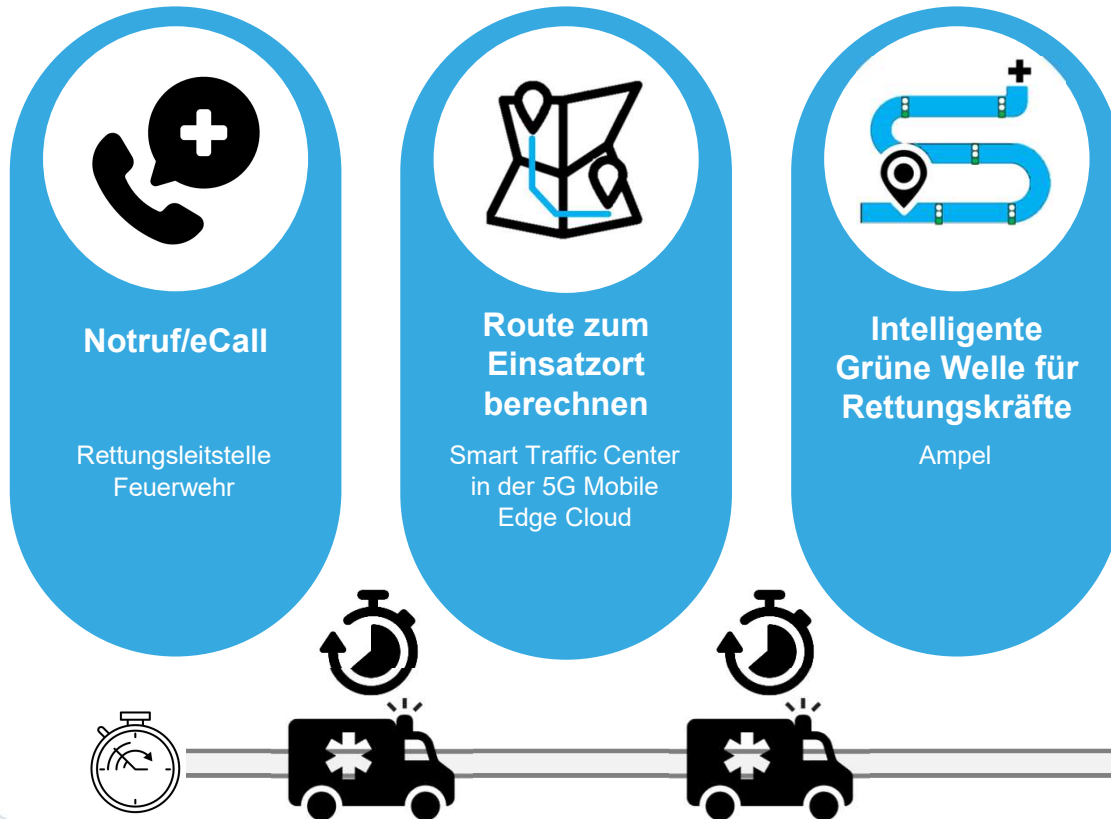 Notruf/eCall
Rettungsleitstelle
Feuerwehr
Route zum
Einsatzort
berechnen
Smart Traffic Center
in der 5G Mobile
Edge Cloud
Intelligente
Grüne Welle für
Rettungskräfte
Ampel